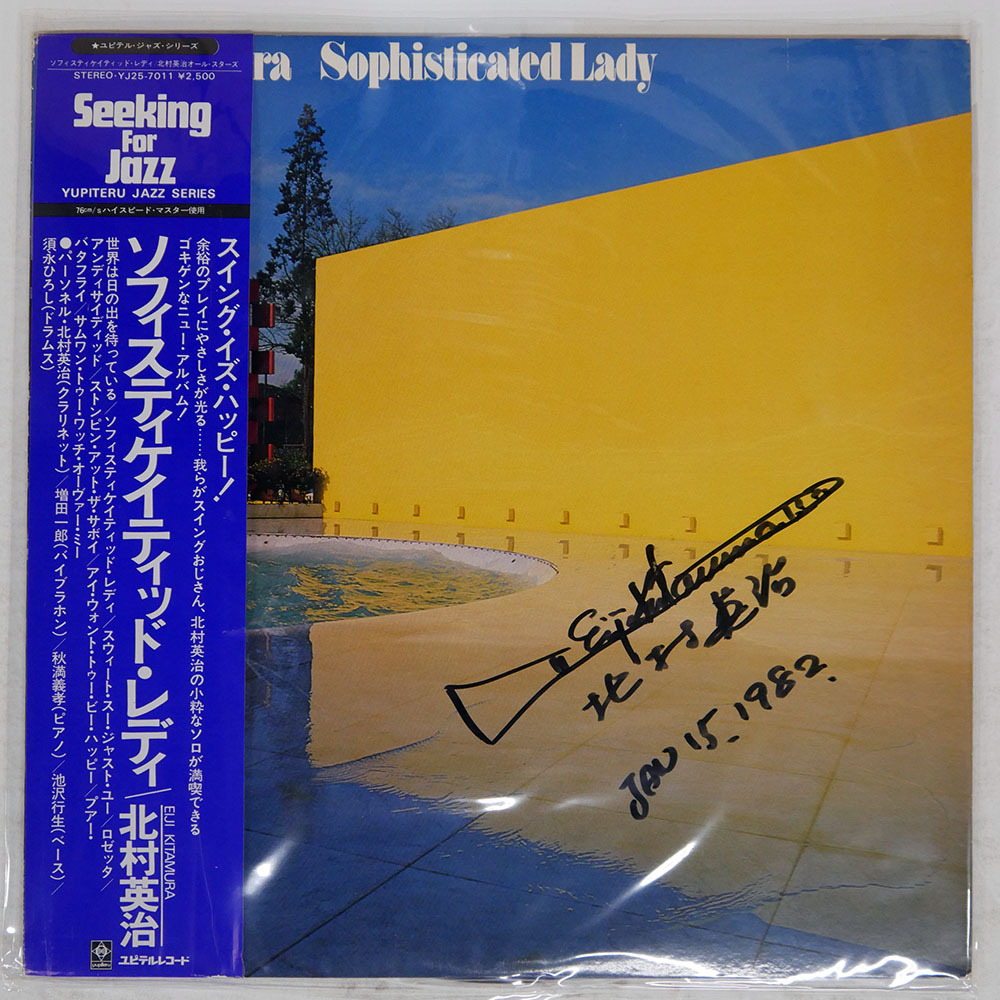 ★ユピテル・ジャズ・シリーズ
ソフィスティケイティッド・レディ/北村英治オール・スターズ
STEREO-YJ25-7011 ¥2,500
Seeking
For
Jazz
YUPITERU JAZZ SERIES
76cm/sハイスピード・マスター使用
スイング・イズ・ハッピー!
余裕のプレイにやさしさが光る……我らがスイングおじさん、北村英治の小粋なソロが満喫できる
ゴキゲンなニュー・アルバム!
ソフィスティケイティッド・レディ/北村英治
EIJI KITAMURA
世界は日の出を待っている/ソフィスティケイティッド・レディ/スウィート・スー・ジャスト・ユー/ロゼッタ/
アンディサイディッド/ストンピン・アット・ザ・サボイ/アイ・ウォント・トゥー・ビー・ハッピー/プアー・
バタフライ/サムワン・トゥー・ワッチ・オーヴァー・ミー
●パーソネル・北村英治(クラリネット)/増田一郎(バイブラホン)/秋満義孝(ピアノ)/池沢行生(ベース)/
須永ひろし(ドラムス)
yupiteru
ユピテルレコード
ra Sophisticated Lady
Eiji Kitamura
北村英治
JAN 15. 1982.